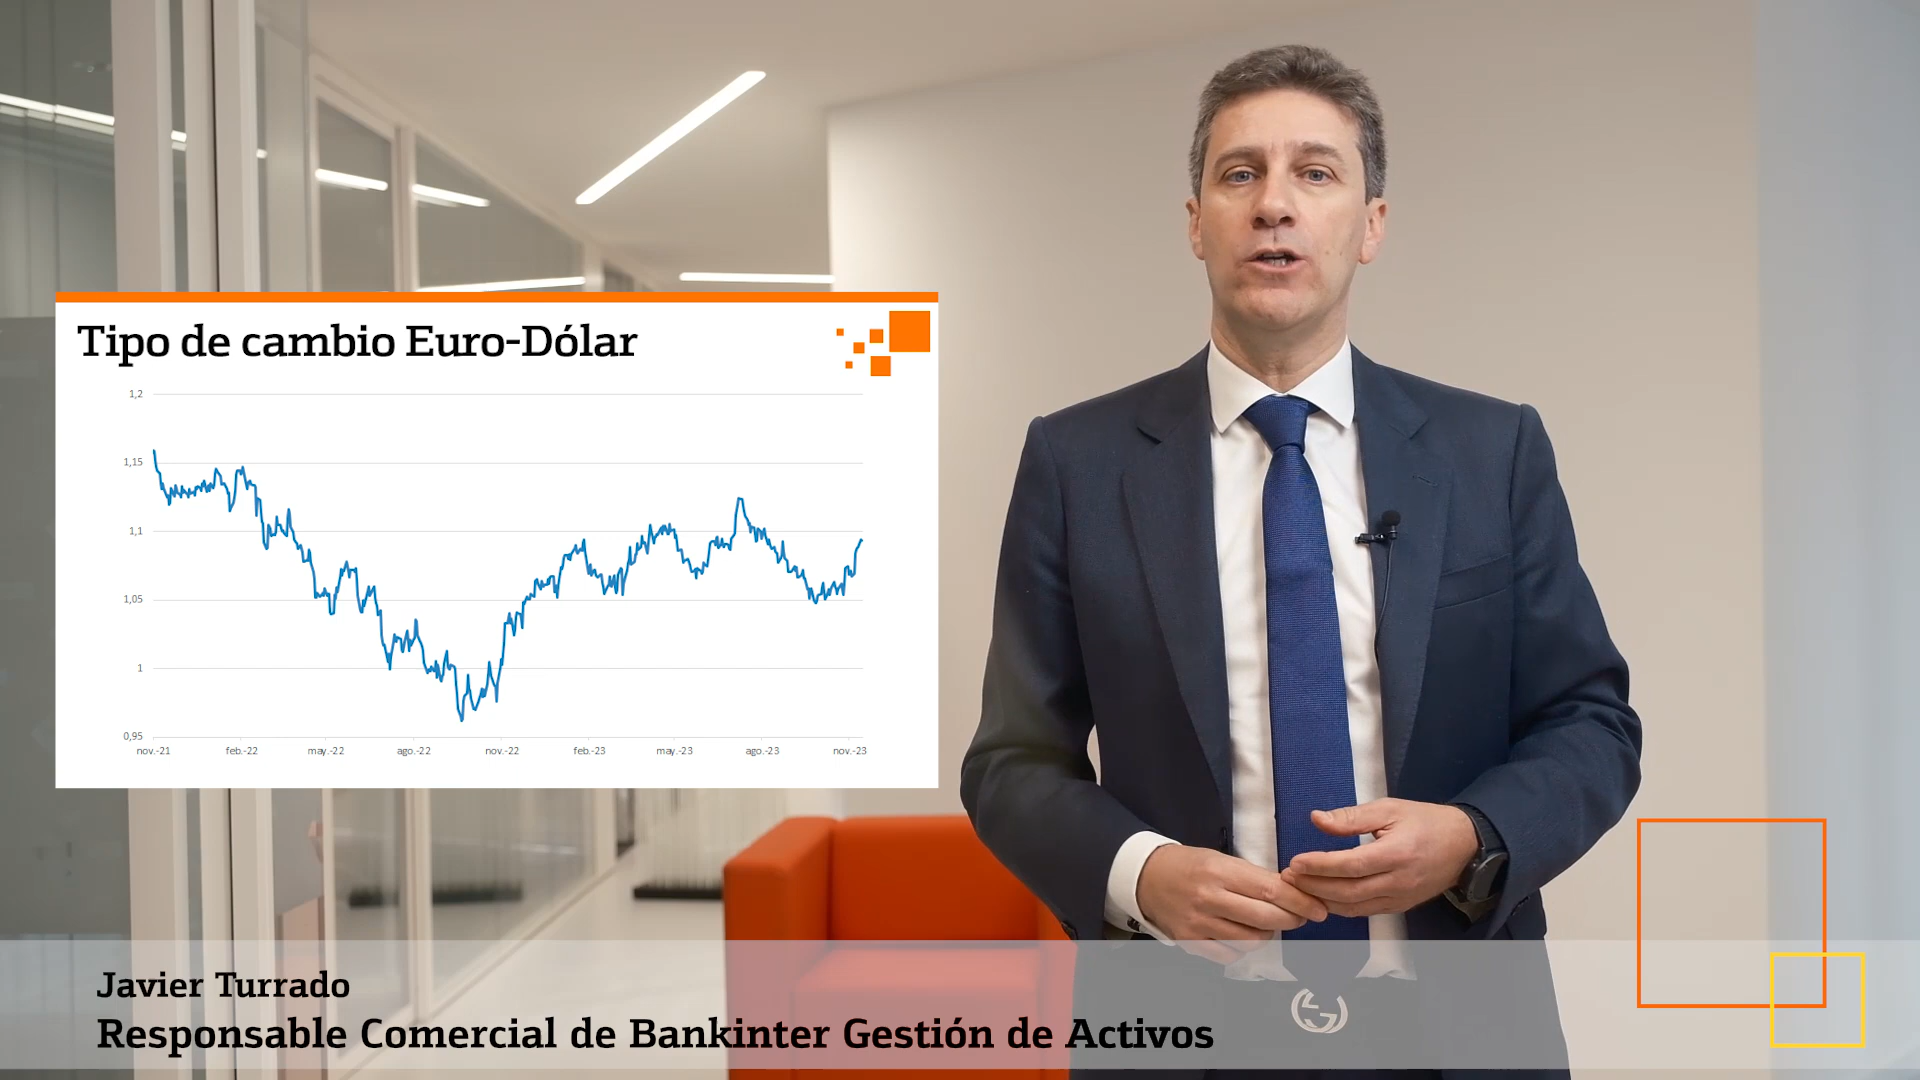 Tipo de cambio Euro-Dólar
1,2
1,15
1,1
1,05
1
0,95
nov.-21 feb.-22 may.-22 ago.-22 nov.-22 feb.-23 may.-23 ago.-23 nov.-23
Javier Turrado
Responsable Comercial de Bankinter Gestión de Activos